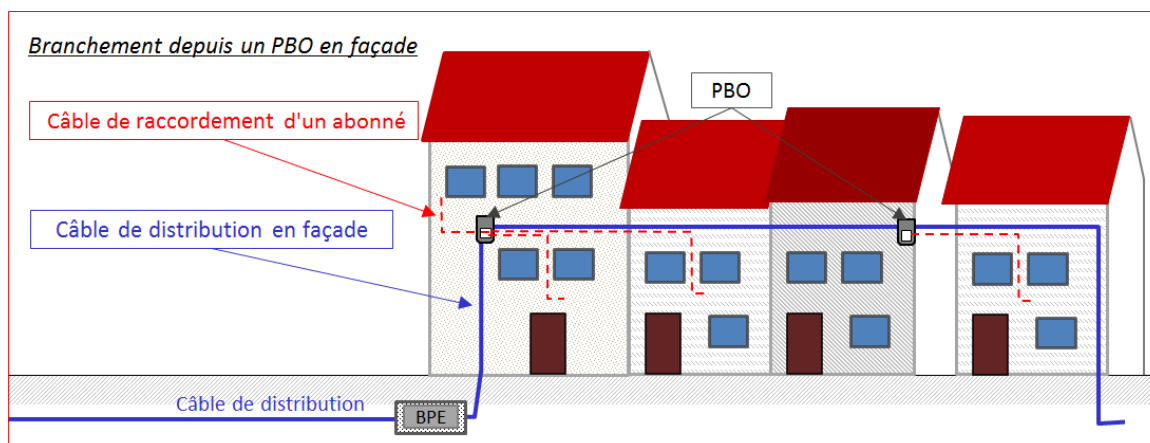 Branchement depuis un PBO en façade
PBO
Câble de raccordement d'un abonné
Câble de distribution en façade
Câble de distribution
BPE